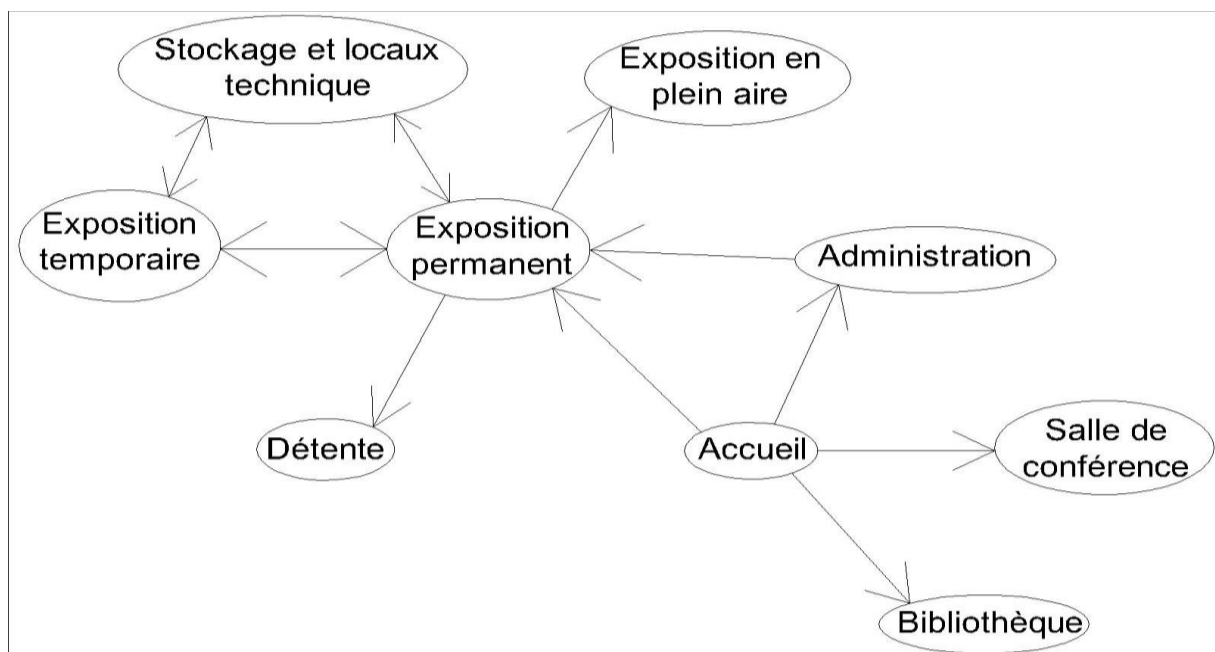 Stockage et locaux
technique
Exposition en
plein aire
Exposition
temporaire
Exposition
permanent
Administration
Détente
Accueil
Salle de
conférence
Bibliothèque